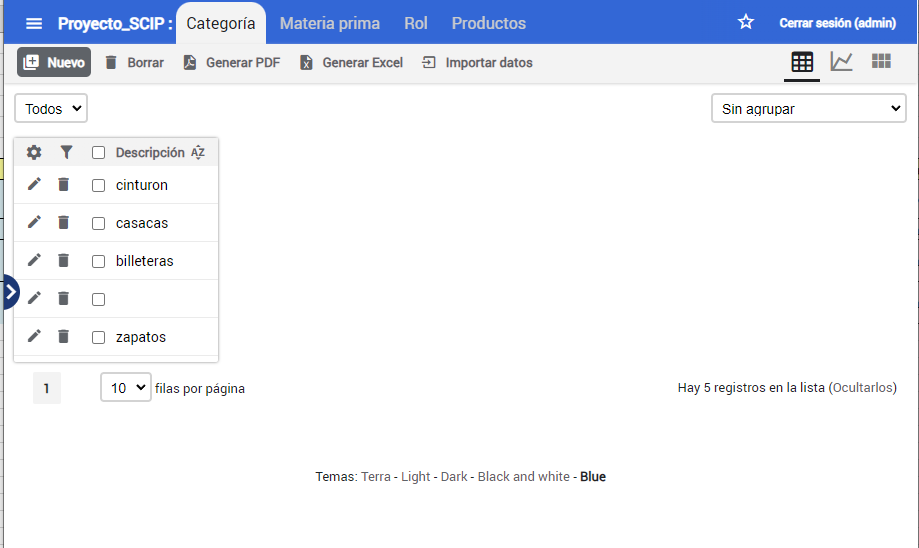 Proyecto_SCIP : Categoría Materia prima Rol Productos Cerrar sesión (admin)
Nuevo Borrar Generar PDF Generar Excel Importar datos
Todos Sin agrupar
Descripción AZ
cinturon
casacas
billeteras
zapatos
1 10 filas por página Hay 5 registros en la lista (Ocultarlos)
Temas: Terra - Light - Dark - Black and white - Blue